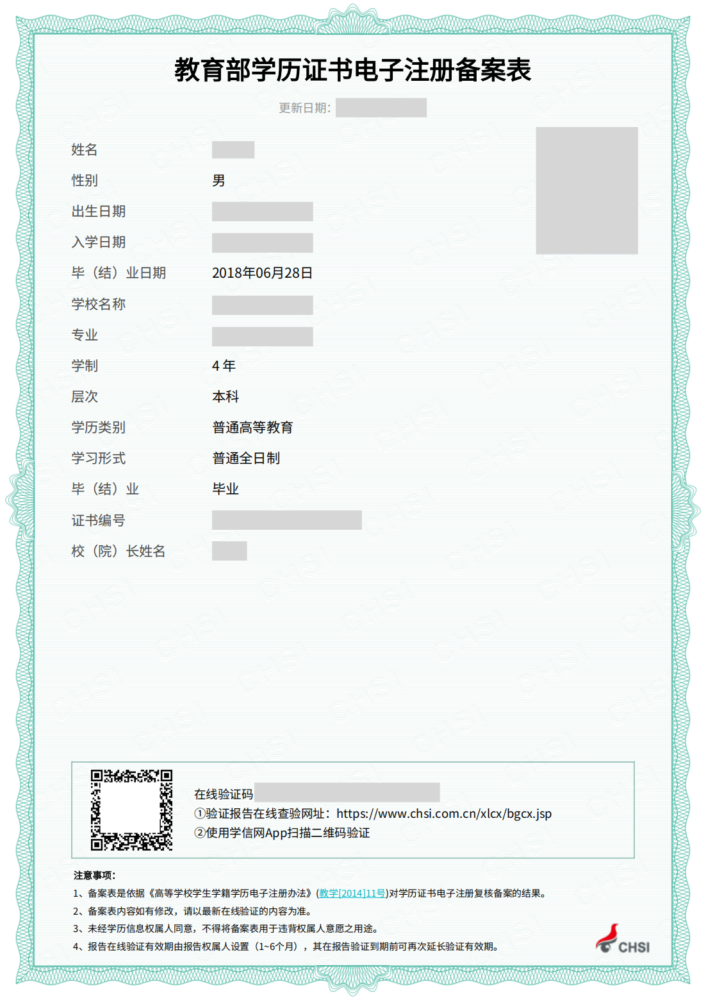 教育部学历证书电子注册备案表
更新日期：
姓名
性别 男
出生日期
入学日期
毕（结）业日期 2018年06月28日
学校名称
专业
学制 4 年
层次 本科
学历类别 普通高等教育
学习形式 普通全日制
毕（结）业 毕业
证书编号
校（院）长姓名
在线验证码
①验证报告在线查验网址：https://www.chsi.com.cn/xlcx/bgcx.jsp
②使用学信网App扫描二维码验证
注意事项：
1、备案表是依据《高等学校学生学籍学历电子注册办法》(教学[2014]11号)对学历证书电子注册复核备案的结果。
2、备案表内容如有修改，请以最新在线验证的内容为准。
3、未经学历信息权属人同意，不得将备案表用于违背权属人意愿之用途。
4、报告在线验证有效期由报告权属人设置（1~6个月），其在报告验证到期前可再次延长验证有效期。
CHSI